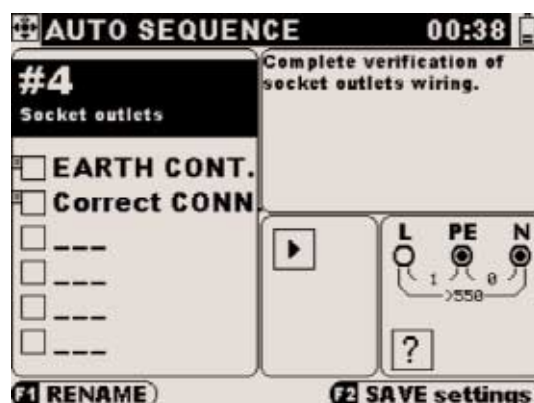 AUTO SEQUENCE 00:38
#4
Socket outlets
Complete verification of
socket outlets wiring.
EARTH CONT.
Correct CONN.
---
---
---
---
L PE N
1 0
>550
?
F1 RENAME F2 SAVE settings